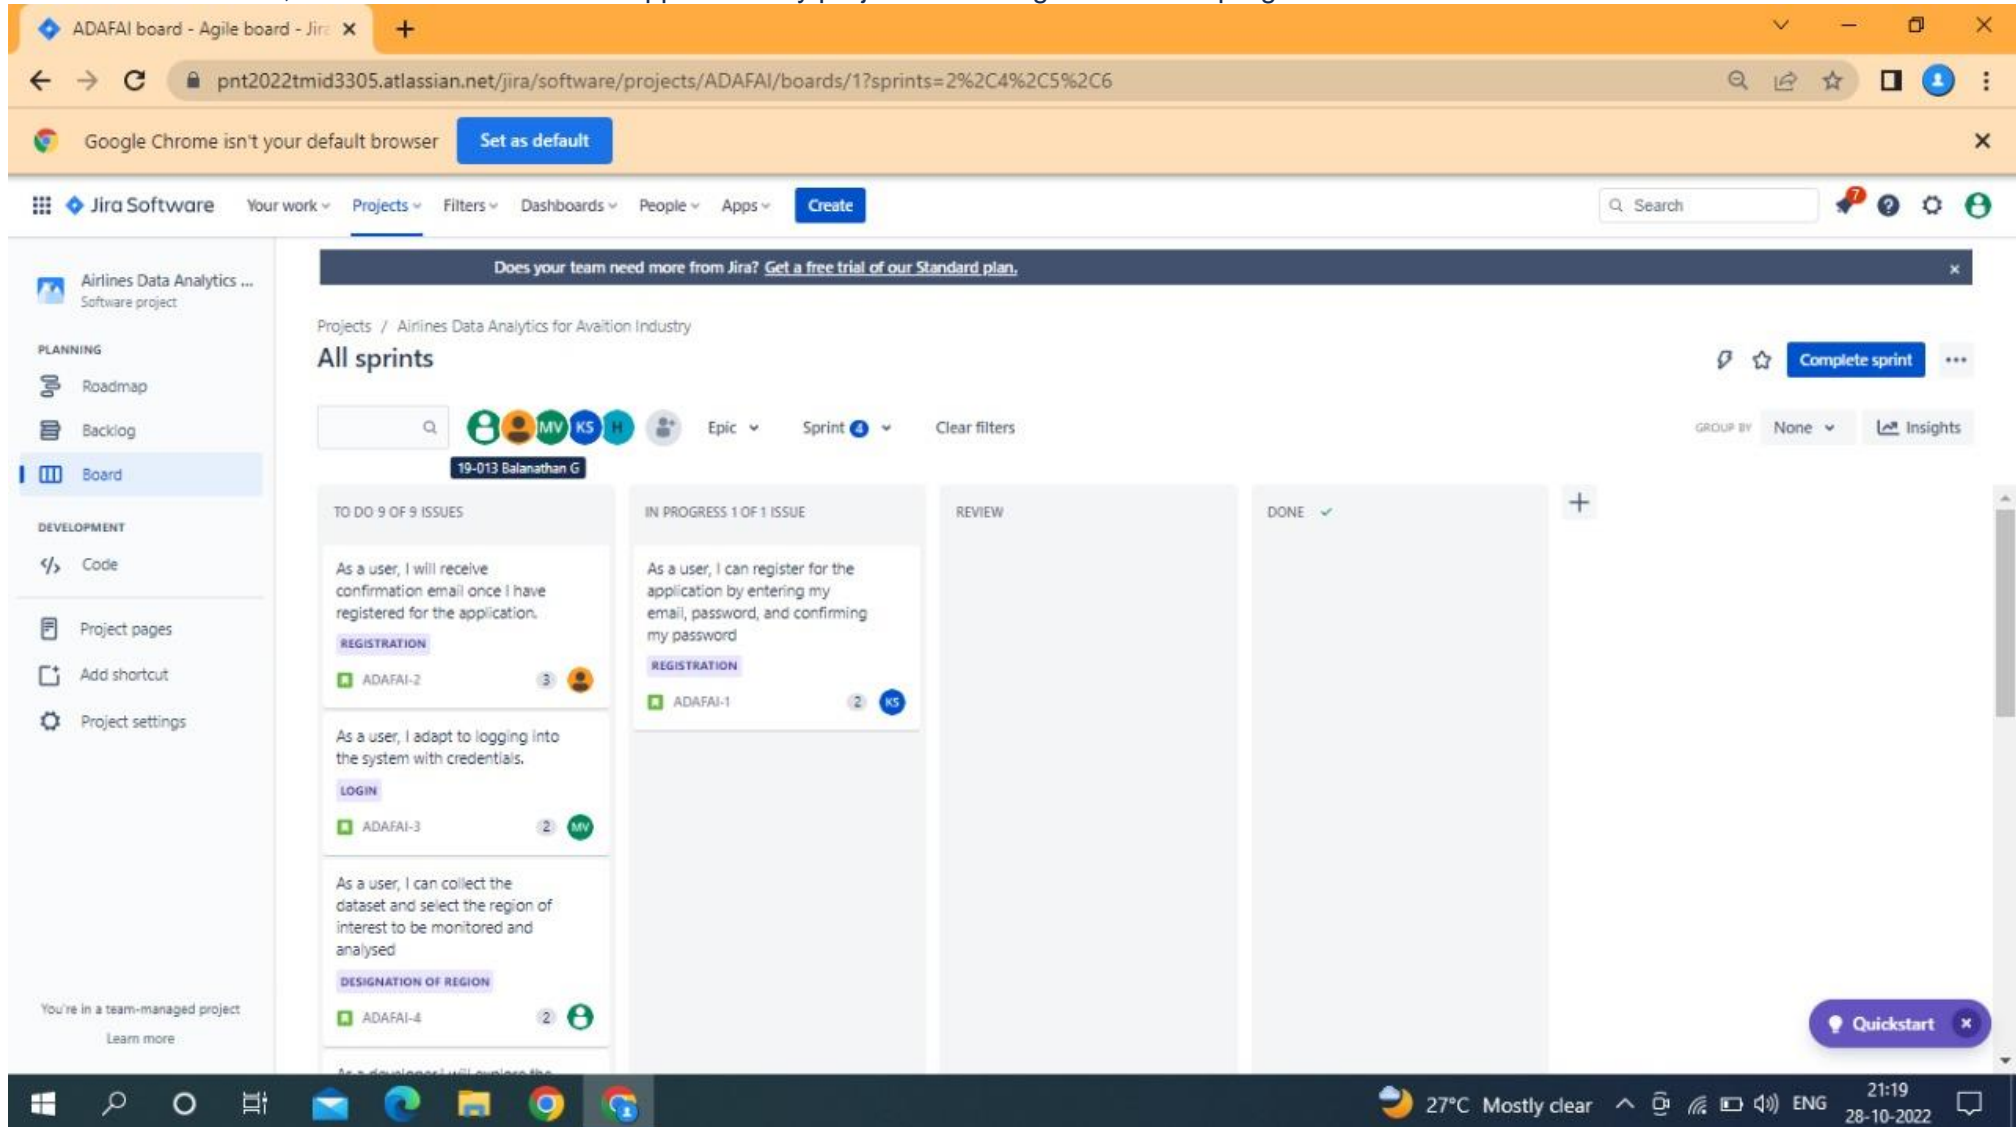 ADAFAI board - Agile board - Jira
pnt2022tmid3305.atlassian.net/jira/software/projects/ADAFAI/boards/1?sprints=2%2C4%2C5%2C6
Google Chrome isn't your default browser Set as default
Jira Software Your work Projects Filters Dashboards People Apps Create Search 7
Does your team need more from Jira? Get a free trial of our Standard plan.
Airlines Data Analytics ...
Software project
PLANNING
Roadmap
Backlog
Board
DEVELOPMENT
Code
Project pages
Add shortcut
Project settings
You're in a team-managed project
Learn more
Projects / Airlines Data Analytics for Avaition Industry
All sprints
Complete sprint
MV KS H Epic Sprint 4 Clear filters GROUP BY None Insights
19-013 Balanathan G
TO DO 9 OF 9 ISSUES
As a user, I will receive
confirmation email once I have
registered for the application.
REGISTRATION
ADAFAI-2 3
As a user, I adapt to logging into
the system with credentials.
LOGIN
ADAFAI-3 2 MV
As a user, I can collect the
dataset and select the region of
interest to be monitored and
analysed
DESIGNATION OF REGION
ADAFAI-4 2
As a developer I will explore the
IN PROGRESS 1 OF 1 ISSUE
As a user, I can register for the
application by entering my
email, password, and confirming
my password
REGISTRATION
ADAFAI-1 2 KS
REVIEW
DONE
Quickstart
27°C Mostly clear ENG
21:19
28-10-2022